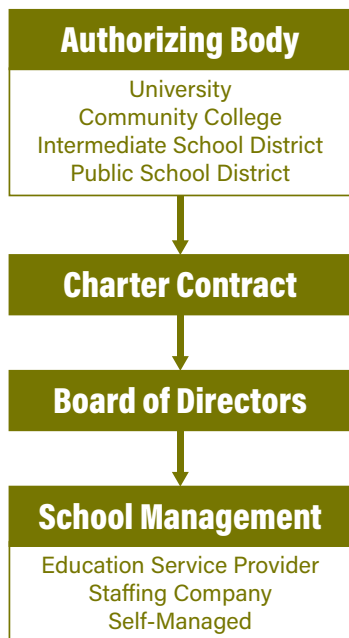 Authorizing Body
University
Community College
Intermediate School District
Public School District
Charter Contract
Board of Directors
School Management
Education Service Provider
Staffing Company
Self-Managed